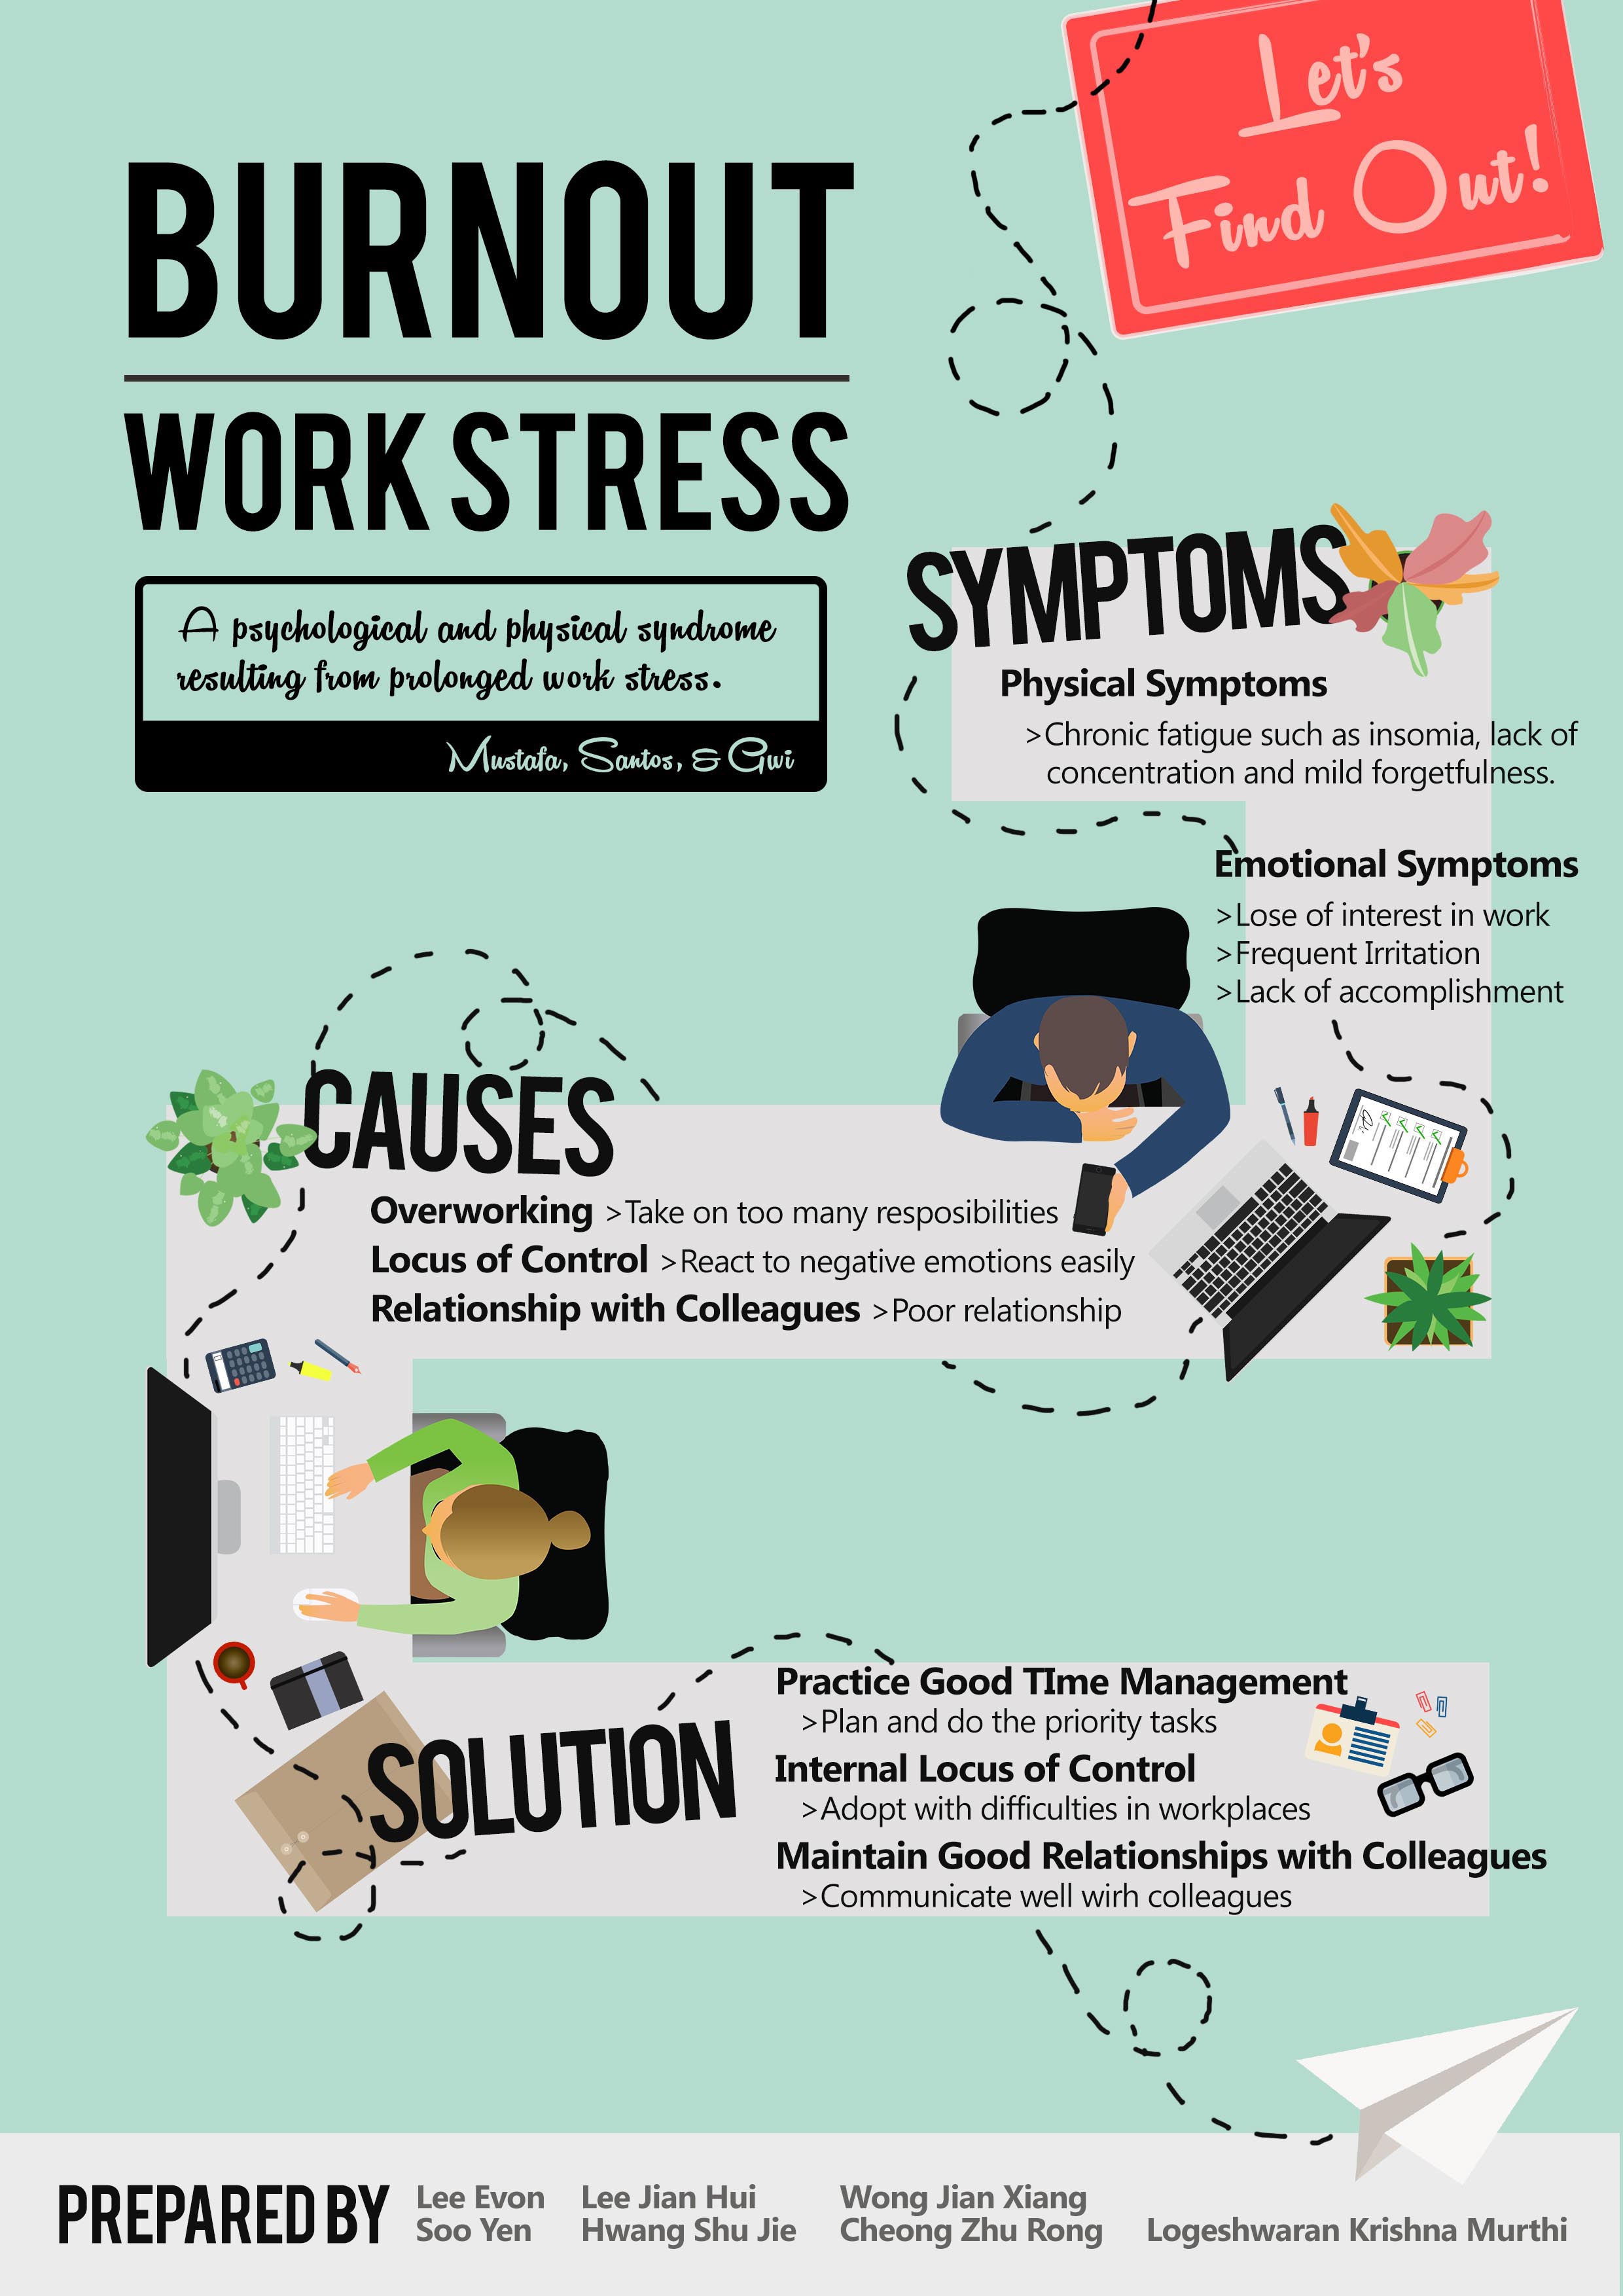 Let's
Find Out!
BURNOUT
WORK STRESS
A psychological and physical syndrome
resulting from prolonged work stress.
Mustafa, Santos, & Gwi
SYMPTOMS
Physical Symptoms
>Chronic fatigue such as insomia, lack of
concentration and mild forgetfulness.
Emotional Symptoms
>Lose of interest in work
>Frequent Irritation
>Lack of accomplishment
CAUSES
Overworking >Take on too many resposibilities
Locus of Control >React to negative emotions easily
Relationship with Colleagues >Poor relationship
SOLUTION
Practice Good TIme Management
>Plan and do the priority tasks
Internal Locus of Control
>Adopt with difficulties in workplaces
Maintain Good Relationships with Colleagues
>Communicate well wirh colleagues
PREPARED BY
Lee Evon
Soo Yen
Lee Jian Hui
Hwang Shu Jie
Wong Jian Xiang
Cheong Zhu Rong
Logeshwaran Krishna Murthi